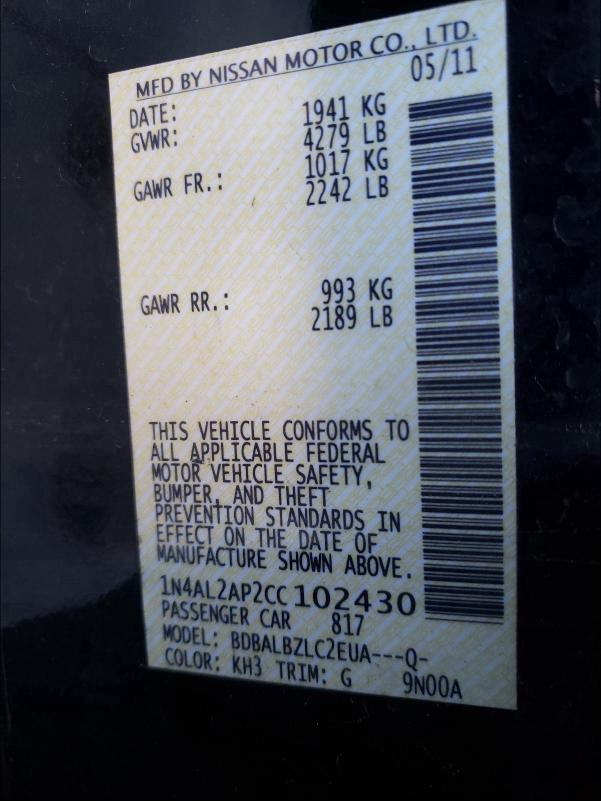 MFD BY NISSAN MOTOR CO., LTD.
DATE: 05/11
GVWR: 1941 KG
4279 LB
GAWR FR.: 1017 KG
2242 LB
GAWR RR.: 993 KG
2189 LB
THIS VEHICLE CONFORMS TO
ALL APPLICABLE FEDERAL
MOTOR VEHICLE SAFETY,
BUMPER, AND THEFT
PREVENTION STANDARDS IN
EFFECT ON THE DATE OF
MANUFACTURE SHOWN ABOVE.
1N4AL2AP2CC102430
PASSENGER CAR 817
MODEL: BDBALBZLC2EUA---Q-
COLOR: KH3 TRIM: G 9N00A